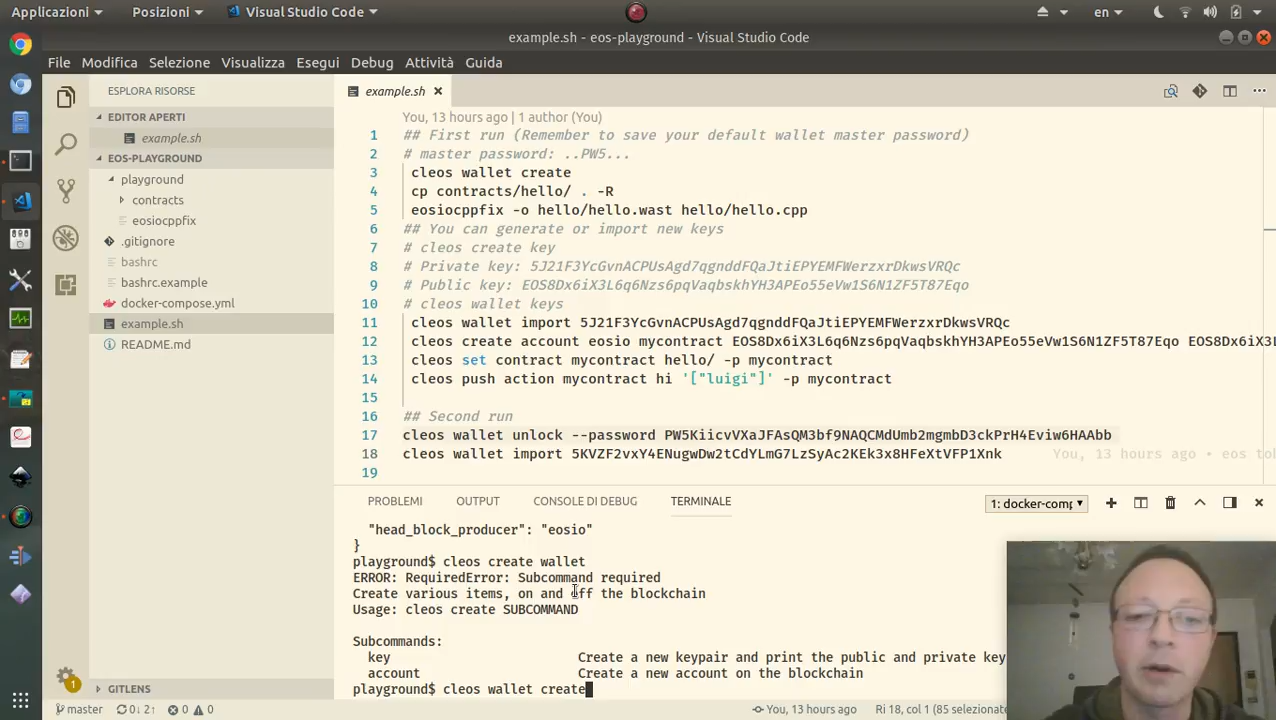 Applicazioni Posizioni Visual Studio Code en
example.sh - eos-playground - Visual Studio Code
File Modifica Selezione Visualizza Esegui Debug Attività Guida
ESPLORA RISORSE
EDITOR APERTI
example.sh
EOS-PLAYGROUND
playground
contracts
eosiocppfix
.gitignore
bashrc
bashrc.example
docker-compose.yml
example.sh
README.md
GITLENS
example.sh
You, 13 hours ago | 1 author (You)
1 ## First run (Remember to save your default wallet master password)
2 # master password: ..PW5...
3 cleos wallet create
4 cp contracts/hello/ . -R
5 eosiocppfix -o hello/hello.wast hello/hello.cpp
6 ## You can generate or import new keys
7 # cleos create key
8 # Private key: 5J21F3YcGvnACPUsAgd7qgnddFQaJtiEPYEMFWerzxrDkwsVRQc
9 # Public key: EOS8Dx6iX3L6q6Nzs6pqVaqbskhYH3APEo55eVw1S6N1ZF5T87Eqo
10 # cleos wallet keys
11 cleos wallet import 5J21F3YcGvnACPUsAgd7qgnddFQaJtiEPYEMFWerzxrDkwsVRQc
12 cleos create account eosio mycontract EOS8Dx6iX3L6q6Nzs6pqVaqbskhYH3APEo55eVw1S6N1ZF5T87Eqo EOS8Dx6iX3L
13 cleos set contract mycontract hello/ -p mycontract
14 cleos push action mycontract hi '["luigi"]' -p mycontract
15
16 ## Second run
17 cleos wallet unlock --password PW5KiicvVXaJFAsQM3bf9NAQCMdUmb2mgmbD3ckPrH4Eviw6HAAbb
18 cleos wallet import 5KVZF2vxY4ENugwDw2tCdYLmG7LzSyAc2KEk3x8HFeXtVFP1Xnk You, 13 hours ago • eos to
19
PROBLEMI OUTPUT CONSOLE DI DEBUG TERMINALE 1: docker-comp
"head_block_producer": "eosio"
}
playground$ cleos create wallet
ERROR: RequiredError: Subcommand required
Create various items, on and off the blockchain
Usage: cleos create SUBCOMMAND
Subcommands:
key Create a new keypair and print the public and private key
account Create a new account on the blockchain
playground$ cleos wallet create
1
master 0↓ 2↑ 0 0 You, 13 hours ago Ri 18, col 1 (85 selezionat